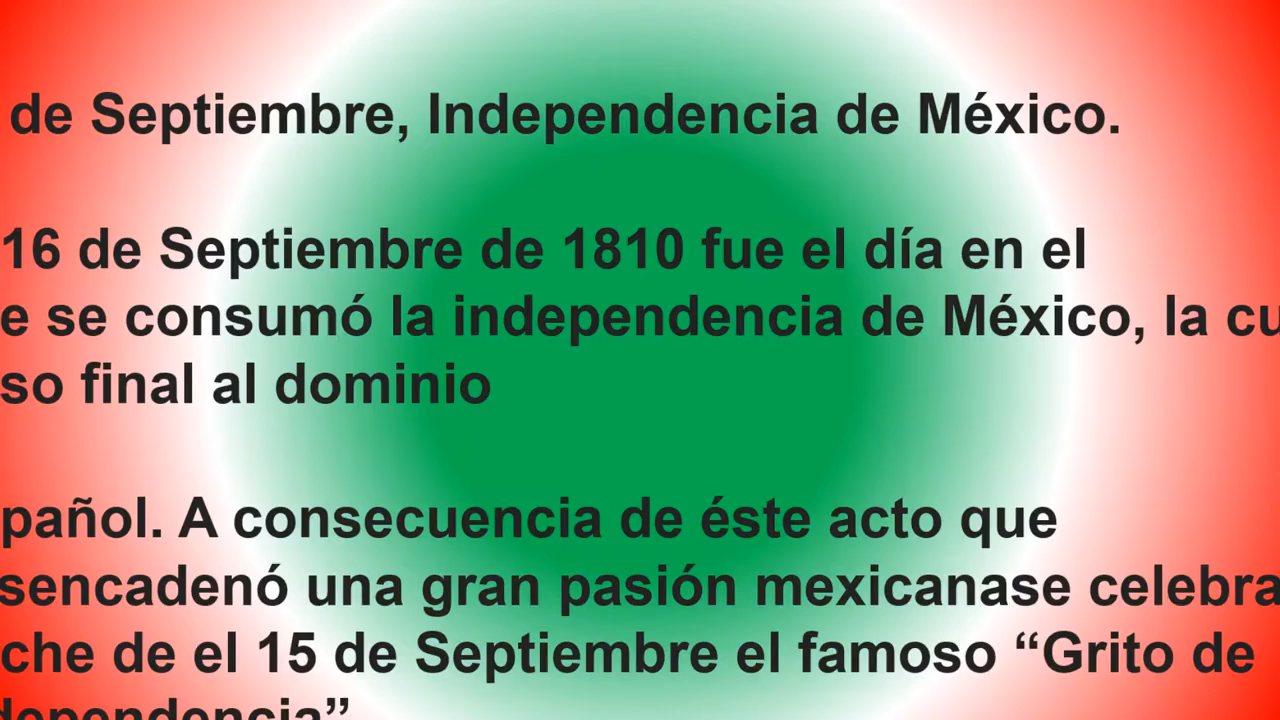 de Septiembre, Independencia de México.
16 de Septiembre de 1810 fue el día en el
e se consumó la independencia de México, la cu
so final al dominio
pañol. A consecuencia de éste acto que
sencadenó una gran pasión mexicanase celebra
che de el 15 de Septiembre el famoso “Grito de
dependencia”